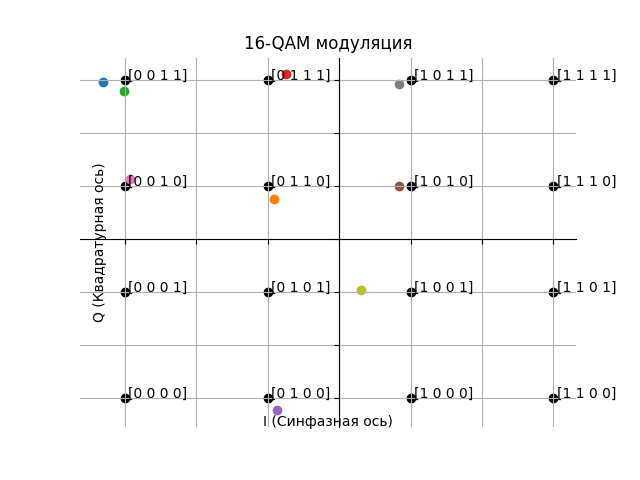 16-QAM модуляция
[0 0 1 1]
[0 1 1 1]
[1 0 1 1]
[1 1 1 1]
[0 0 1 0]
[0 1 1 0]
[1 0 1 0]
[1 1 1 0]
Q (Квадратурная ось)
[0 0 0 1]
[0 1 0 1]
[1 0 0 1]
[1 1 0 1]
[0 0 0 0]
[0 1 0 0]
[1 0 0 0]
[1 1 0 0]
I (Синфазная ось)